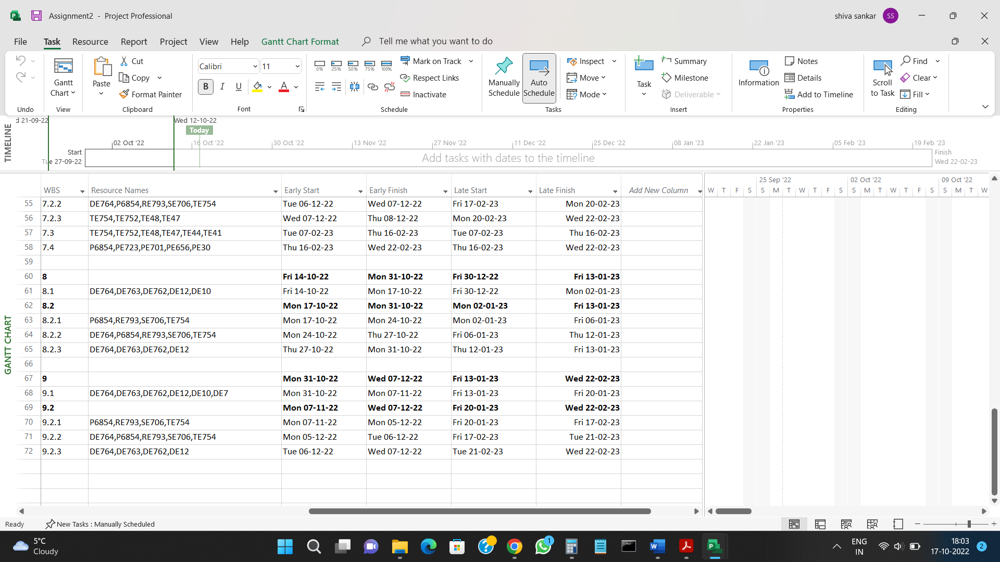 Assignment2 - Project Professional
shiva sankar SS
File Task Resource Report Project View Help Gantt Chart Format Tell me what you want to do
Undo
Gantt Chart
View
Paste
Cut
Copy
Format Painter
Clipboard
Calibri 11
B I U A
Font
0% 25% 50% 75% 100%
Mark on Track
Respect Links
Inactivate
Schedule
Manually Schedule
Auto Schedule
Inspect
Move
Mode
Tasks
Task
Summary
Milestone
Deliverable
Insert
Information
Notes
Details
Add to Timeline
Properties
Scroll to Task
Find
Clear
Fill
Editing
TIMELINE
d 21-09-22 Wed 12-10-22
Today
02 Oct '22 16 Oct '22 30 Oct '22 13 Nov '22 27 Nov '22 11 Dec '22 25 Dec '22 08 Jan '23 22 Jan '23 05 Feb '23 19 Feb '23
Start
Tue 27-09-22
Add tasks with dates to the timeline
Finish
Wed 22-02-23
GANTT CHART
WBS Resource Names Early Start Early Finish Late Start Late Finish Add New Column
25 Sep '22 02 Oct '22 09 Oct '22
W T F S S M T W T F S S M T W T F S S M T W
55 7.2.2 DE764,P6854,RE793,SE706,TE754 Tue 06-12-22 Wed 07-12-22 Fri 17-02-23 Mon 20-02-23
56 7.2.3 TE754,TE752,TE48,TE47 Wed 07-12-22 Thu 08-12-22 Mon 20-02-23 Wed 22-02-23
57 7.3 TE754,TE752,TE48,TE47,TE44,TE41 Tue 07-02-23 Thu 16-02-23 Tue 07-02-23 Thu 16-02-23
58 7.4 P6854,PE723,PE701,PE656,PE30 Thu 16-02-23 Wed 22-02-23 Thu 16-02-23 Wed 22-02-23
59
60 8 Fri 14-10-22 Mon 31-10-22 Fri 30-12-22 Fri 13-01-23
61 8.1 DE764,DE763,DE762,DE12,DE10 Fri 14-10-22 Mon 17-10-22 Fri 30-12-22 Mon 02-01-23
62 8.2 Mon 17-10-22 Mon 31-10-22 Mon 02-01-23 Fri 13-01-23
63 8.2.1 P6854,RE793,SE706,TE754 Mon 17-10-22 Mon 24-10-22 Mon 02-01-23 Fri 06-01-23
64 8.2.2 DE764,P6854,RE793,SE706,TE754 Mon 24-10-22 Thu 27-10-22 Fri 06-01-23 Thu 12-01-23
65 8.2.3 DE764,DE763,DE762,DE12 Thu 27-10-22 Mon 31-10-22 Thu 12-01-23 Fri 13-01-23
66
67 9 Mon 31-10-22 Wed 07-12-22 Fri 13-01-23 Wed 22-02-23
68 9.1 DE764,DE763,DE762,DE12,DE10,DE7 Mon 31-10-22 Mon 07-11-22 Fri 13-01-23 Fri 20-01-23
69 9.2 Mon 07-11-22 Wed 07-12-22 Fri 20-01-23 Wed 22-02-23
70 9.2.1 P6854,RE793,SE706,TE754 Mon 07-11-22 Mon 05-12-22 Fri 20-01-23 Fri 17-02-23
71 9.2.2 DE764,P6854,RE793,SE706,TE754 Mon 05-12-22 Tue 06-12-22 Fri 17-02-23 Tue 21-02-23
72 9.2.3 DE764,DE763,DE762,DE12 Tue 06-12-22 Wed 07-12-22 Tue 21-02-23 Wed 22-02-23
Ready New Tasks : Manually Scheduled
5°C
Cloudy
1
ENG
IN
18:03
17-10-2022
2